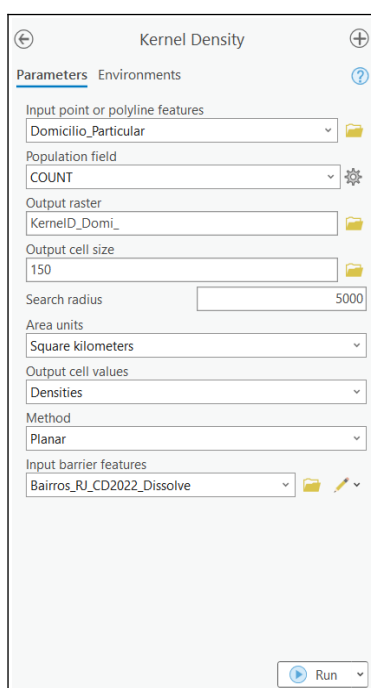 Kernel Density
Parameters Environments
Input point or polyline features
Domicilio_Particular
Population field
COUNT
Output raster
KernelD_Domi_
Output cell size
150
Search radius 5000
Area units
Square kilometers
Output cell values
Densities
Method
Planar
Input barrier features
Bairros_RJ_CD2022_Dissolve
Run